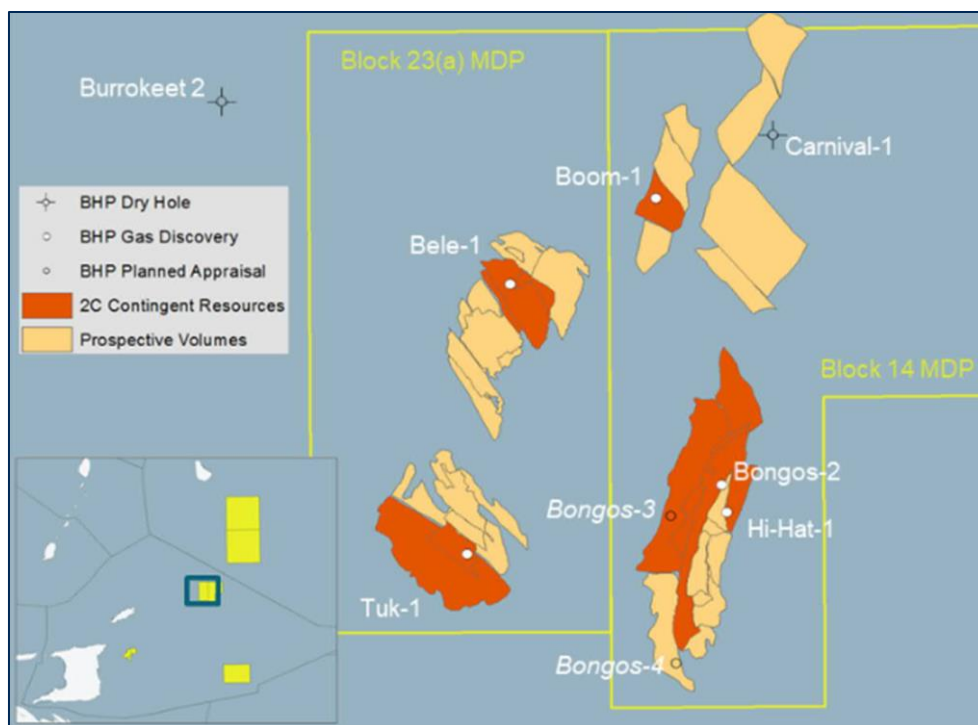 Block 23(a) MDP
Burrokeet 2
Carnival-1
Boom-1
BHP Dry Hole
BHP Gas Discovery
BHP Planned Appraisal
2C Contingent Resources
Prospective Volumes
Bele-1
Block 14 MDP
Bongos-2
Bongos-3
Hi-Hat-1
Tuk-1
Bongos-4